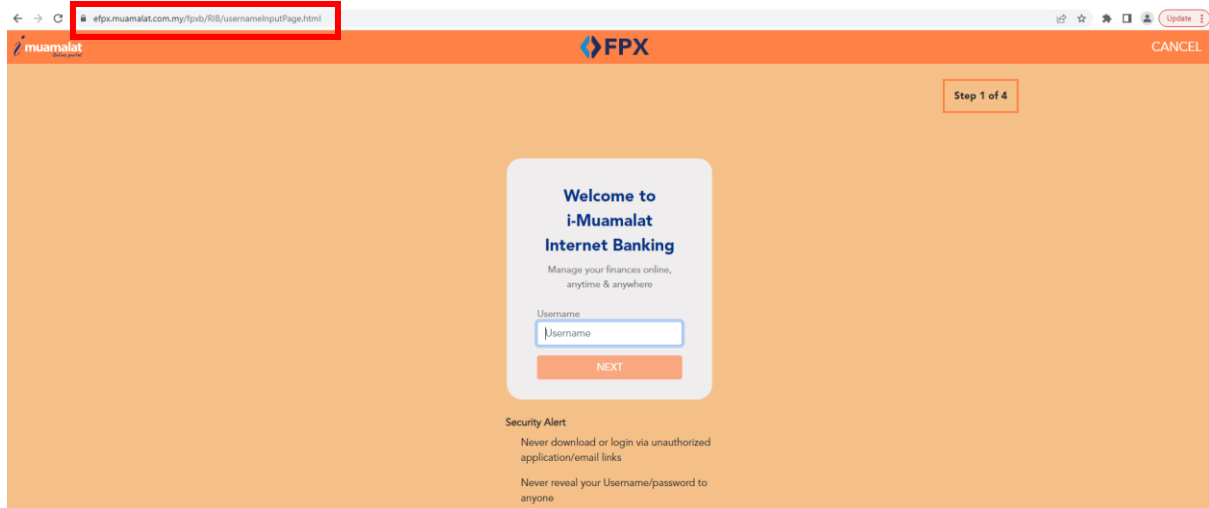 efpx.muamalat.com.my/fpxb/RIB/usernameInputPage.html
Update
i muamalat
Online portal
FPX
CANCEL
Step 1 of 4
Welcome to
i-Muamalat
Internet Banking
Manage your finances online,
anytime & anywhere
Username
Username
NEXT
Security Alert
Never download or login via unauthorized
application/email links
Never reveal your Username/password to
anyone